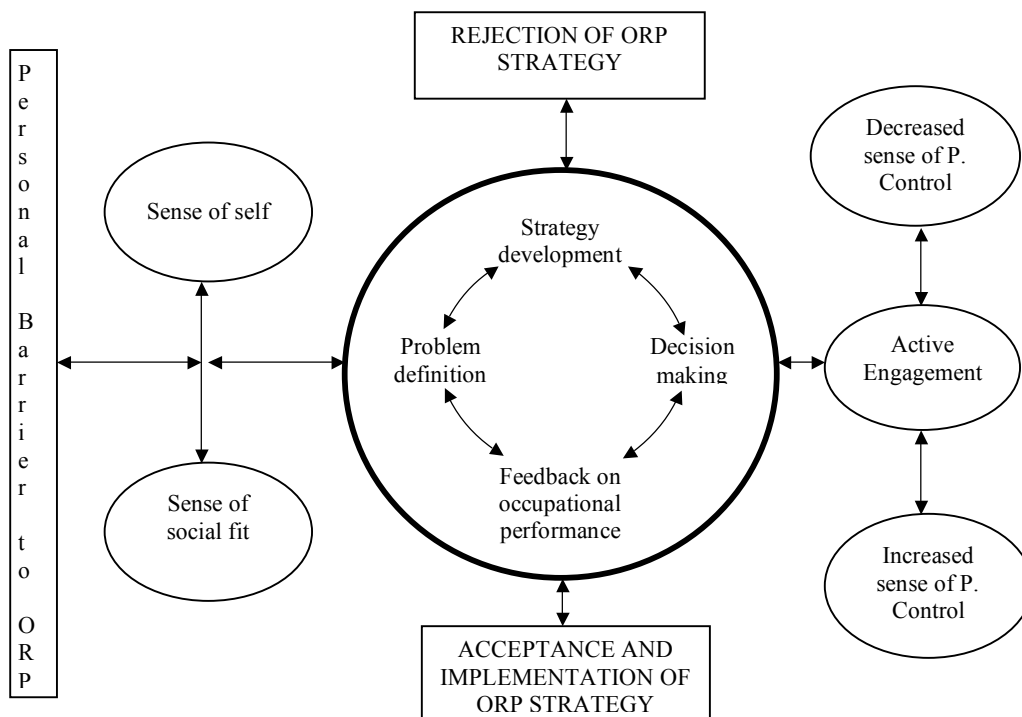 Personal Barrier to ORP
REJECTION OF ORP
STRATEGY
Sense of self
Sense of
social fit
Strategy
development
Problem
definition
Decision
making
Feedback on
occupational
performance
ACCEPTANCE AND
IMPLEMENTATION OF
ORP STRATEGY
Decreased
sense of P.
Control
Active
Engagement
Increased
sense of P.
Control